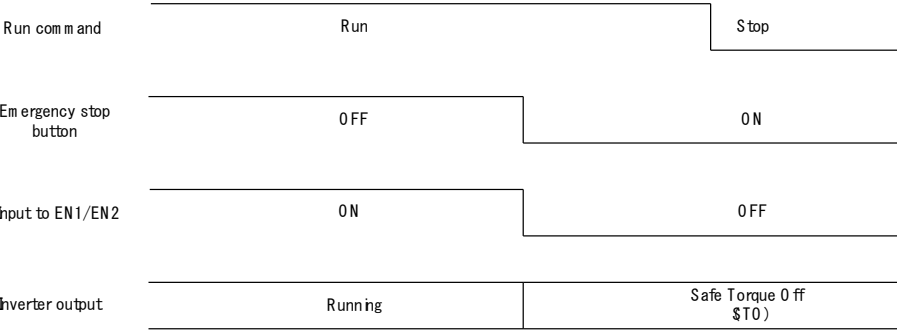 Run command
Run
Stop
Emergency stop
button
OFF
ON
Input to EN1/EN2
ON
OFF
Inverter output
Running
Safe Torque Off
(STO)